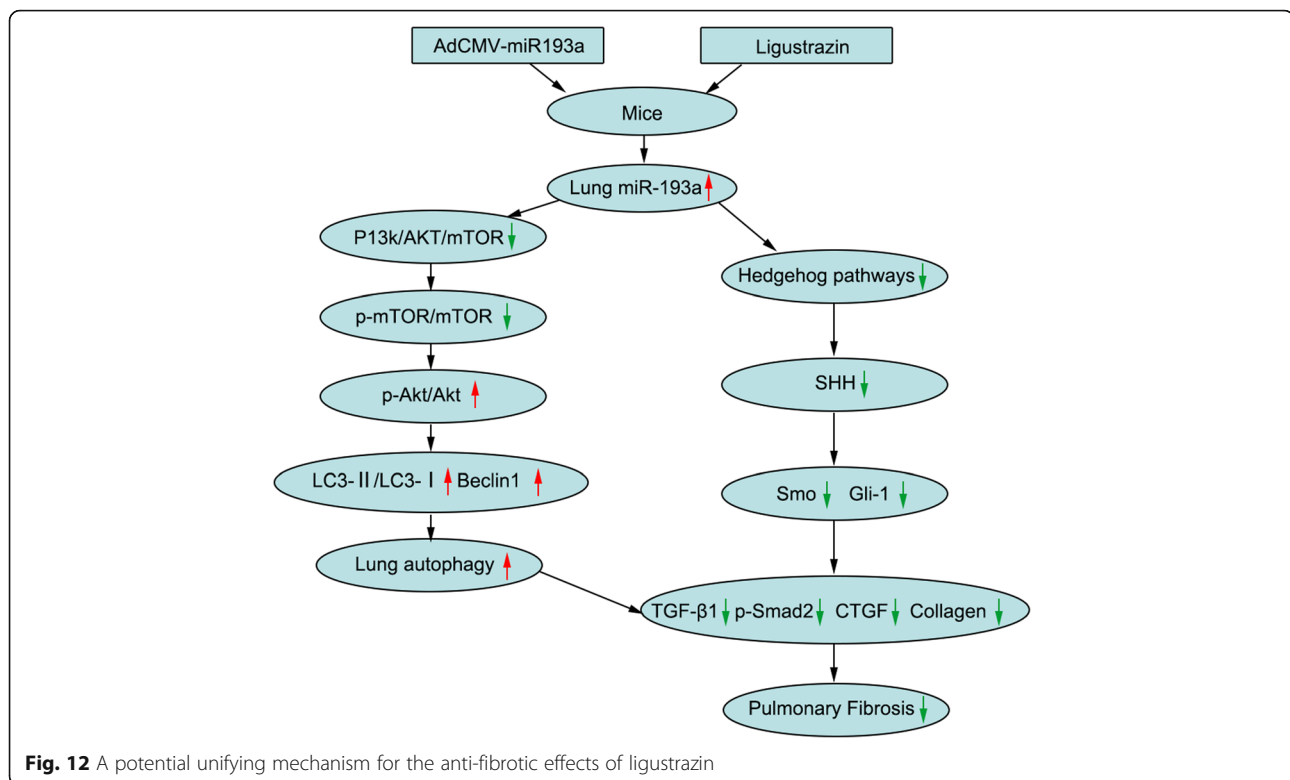 AdCMV-miR193a
Ligustrazin
Mice
Lung miR-193a
P13k/AKT/mTOR
Hedgehog pathways
p-mTOR/mTOR
SHH
p-Akt/Akt
LC3-Ⅱ/LC3-Ⅰ Beclin1
Smo Gli-1
Lung autophagy
TGF-β1 p-Smad2 CTGF Collagen
Pulmonary Fibrosis
Fig. 12 A potential unifying mechanism for the anti-fibrotic effects of ligustrazin